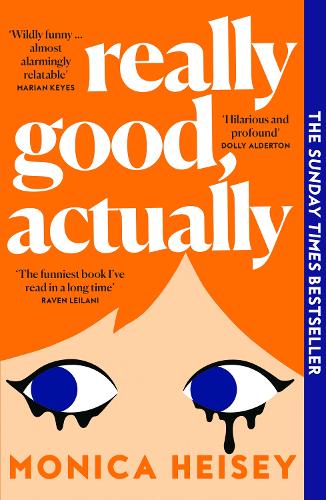 ‘Wildly funny ...
almost
alarmingly
relatable’
MARIAN KEYES
really
good,
actually
‘Hilarious and
profound’
DOLLY ALDERTON
‘The funniest book I’ve
read in a long time’
RAVEN LEILANI
THE SUNDAY TIMES BESTSELLER
MONICA HEISEY